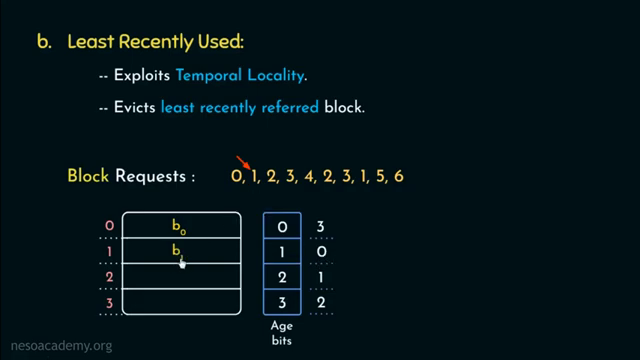 b. Least Recently Used:
-- Exploits Temporal Locality.
-- Evicts least recently referred block.
Block Requests : 0, 1, 2, 3, 4, 2, 3, 1, 5, 6
0 b0 0 3
1 b1 1 0
2 2 1
3 3 2
Age
bits
nesoacademy.org